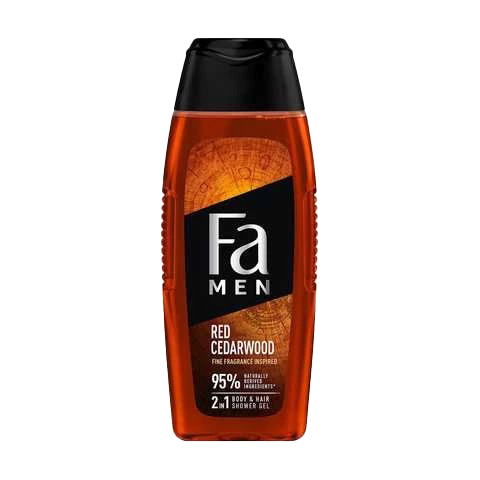 Fa
MEN
RED
CEDARWOOD
FINE FRAGRANCE INSPIRED
95% NATURALLY
DERIVED
INGREDIENTS*
2in1 BODY & HAIR
SHOWER GEL